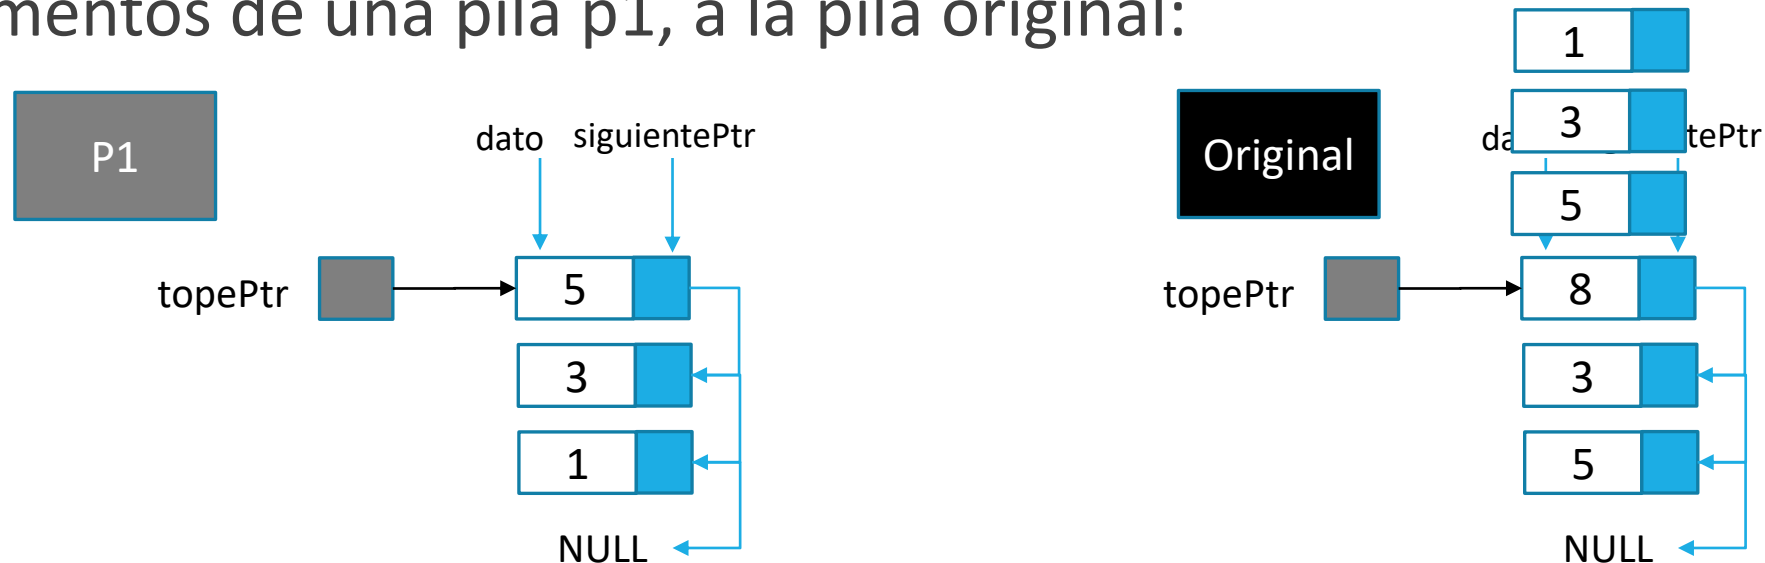 de una pila p1, a la pila original:
P1
dato siguientePtr
topePtr
5
3
1
NULL
Original
1
3
tePtr
5
topePtr
8
3
5
NULL